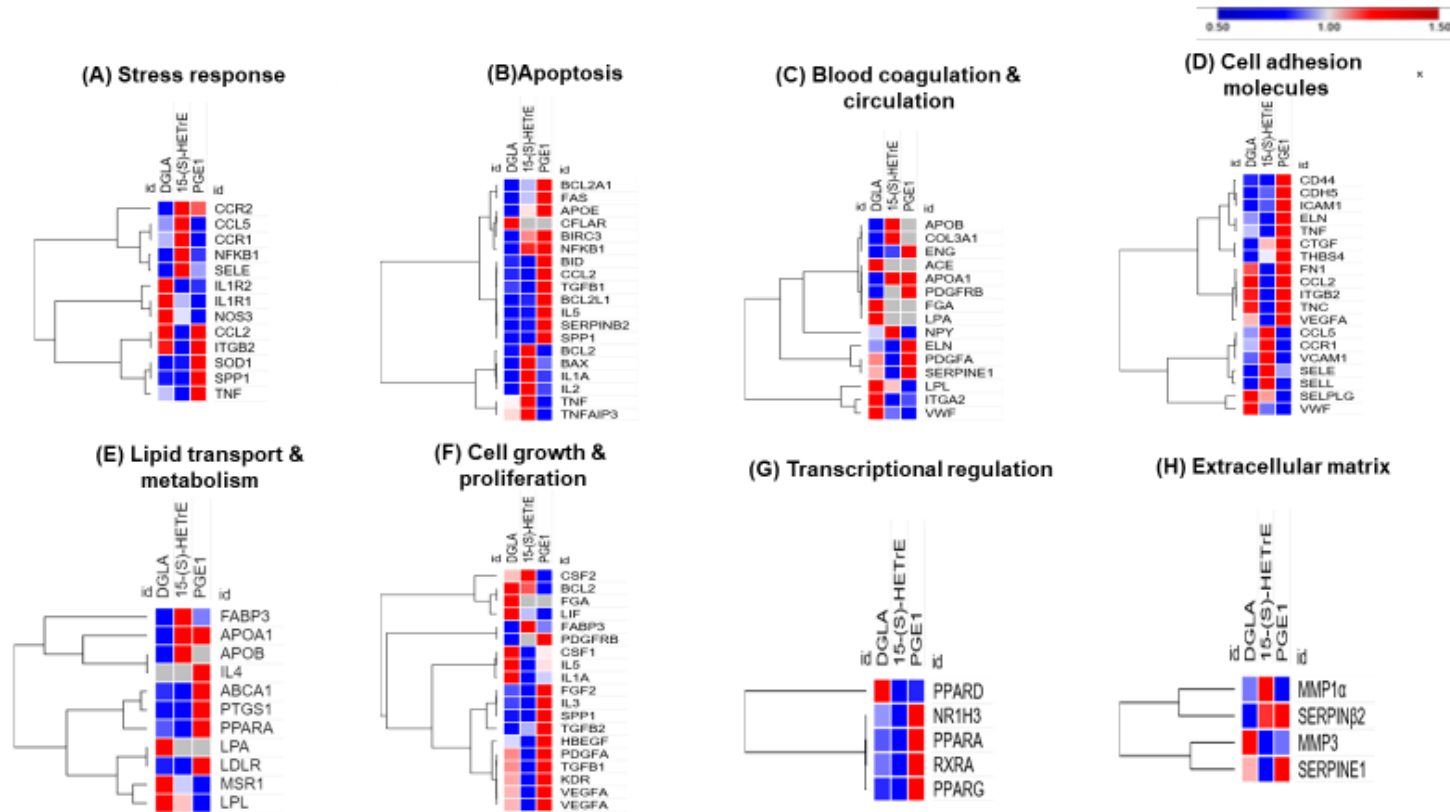 0.50 1.00 1.50
(A) Stress response
id DGLA 15-(S)-HETrE PGE1 id
CCR2
CCL5
CCR1
NFKB1
SELE
IL1R2
IL1R1
NOS3
CCL2
ITGB2
SOD1
SPP1
TNF
(B)Apoptosis
id DGLA 15-(S)-HETrE PGE1 id
BCL2A1
FAS
APOE
CFLAR
BIRC3
NFKB1
BID
CCL2
TGFB1
BCL2L1
IL5
SERPINB2
SPP1
BCL2
BAX
IL1A
IL2
TNF
TNFAIP3
(C) Blood coagulation &
circulation
id DGLA 15-(S)-HETrE PGE1 id
APOB
COL3A1
ENG
ACE
APOA1
PDGFRB
FGA
LPA
NPY
ELN
PDGFA
SERPINE1
LPL
ITGA2
VWF
(D) Cell adhesion
molecules
x
id DGLA 15-(S)-HETrE PGE1 id
CD44
CDH5
ICAM1
ELN
TNF
CTGF
THBS4
FN1
CCL2
ITGB2
TNC
VEGFA
CCL5
CCR1
VCAM1
SELE
SELL
SELPLG
VWF
(E) Lipid transport &
metabolism
id DGLA 15-(S)-HETrE PGE1 id
FABP3
APOA1
APOB
IL4
ABCA1
PTGS1
PPARA
LPA
LDLR
MSR1
LPL
(F) Cell growth &
proliferation
id DGLA 15-(S)-HETrE PGE1 id
CSF2
BCL2
FGA
LIF
FABP3
PDGFRB
CSF1
IL5
IL1A
FGF2
IL3
SPP1
TGFB2
HBEGF
PDGFA
TGFB1
KDR
VEGFA
VEGFA
(G) Transcriptional regulation
id DGLA 15-(S)-HETrE PGE1 id
PPARD
NR1H3
PPARA
RXRA
PPARG
(H) Extracellular matrix
id DGLA 15-(S)-HETrE PGE1 id
MMP1α
SERPINβ2
MMP3
SERPINE1